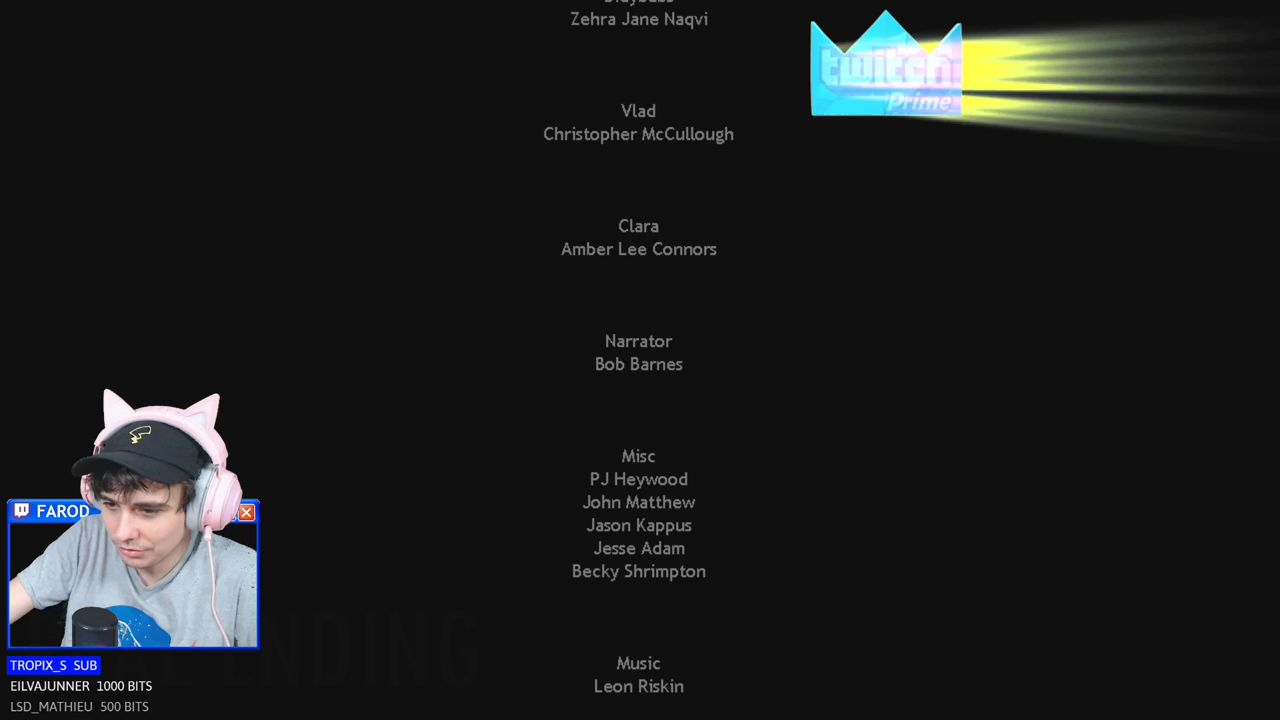 Zehra Jane Naqvi
twitch
Prime
Vlad
Christopher McCullough
Clara
Amber Lee Connors
Narrator
Bob Barnes
Misc
PJ Heywood
John Matthew
Jason Kappus
Jesse Adam
Becky Shrimpton
FAROD
ENDING
Music
Leon Riskin
TROPIX_S SUB
EILVAJUNNER 1000 BITS
LSD_MATHIEU 500 BITS